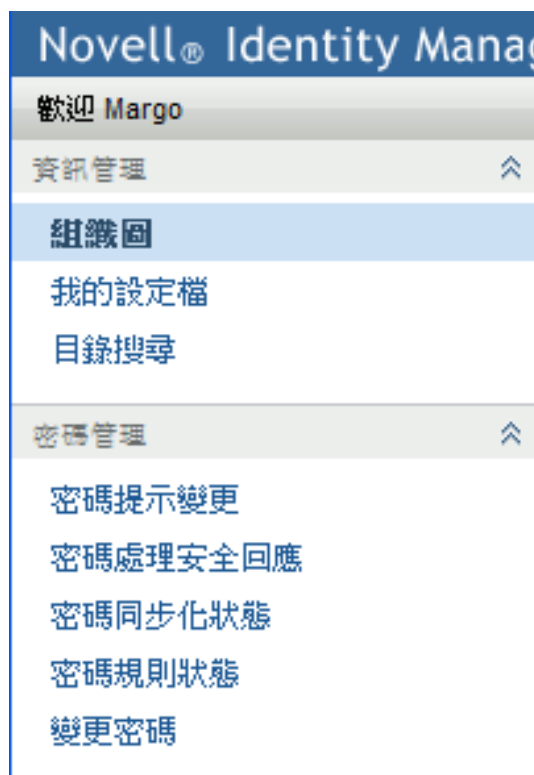 Novell® Identity Mana
歡迎 Margo
資訊管理
組織圖
我的設定檔
目錄搜尋
密碼管理
密碼提示變更
密碼處理安全回應
密碼同步化狀態
密碼規則狀態
變更密碼